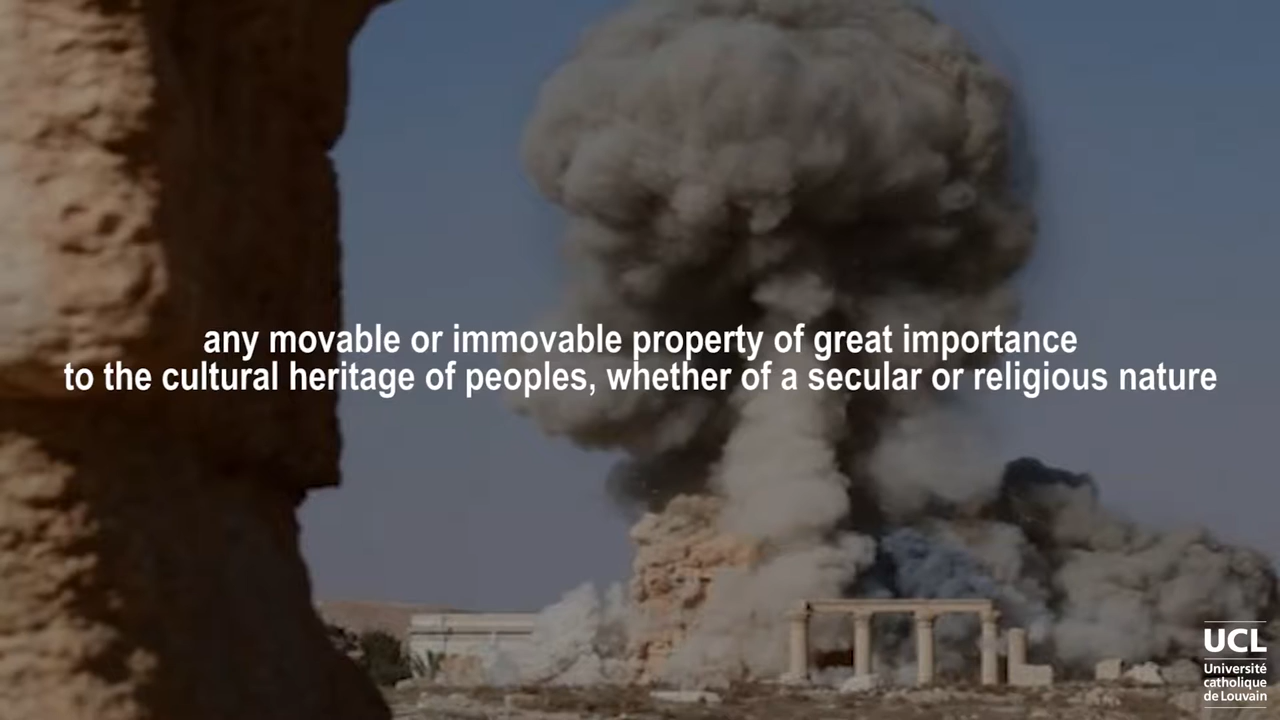 any movable or immovable property of great importance
to the cultural heritage of peoples, whether of a secular or religious nature
UCL
Université
catholique
de Louvain